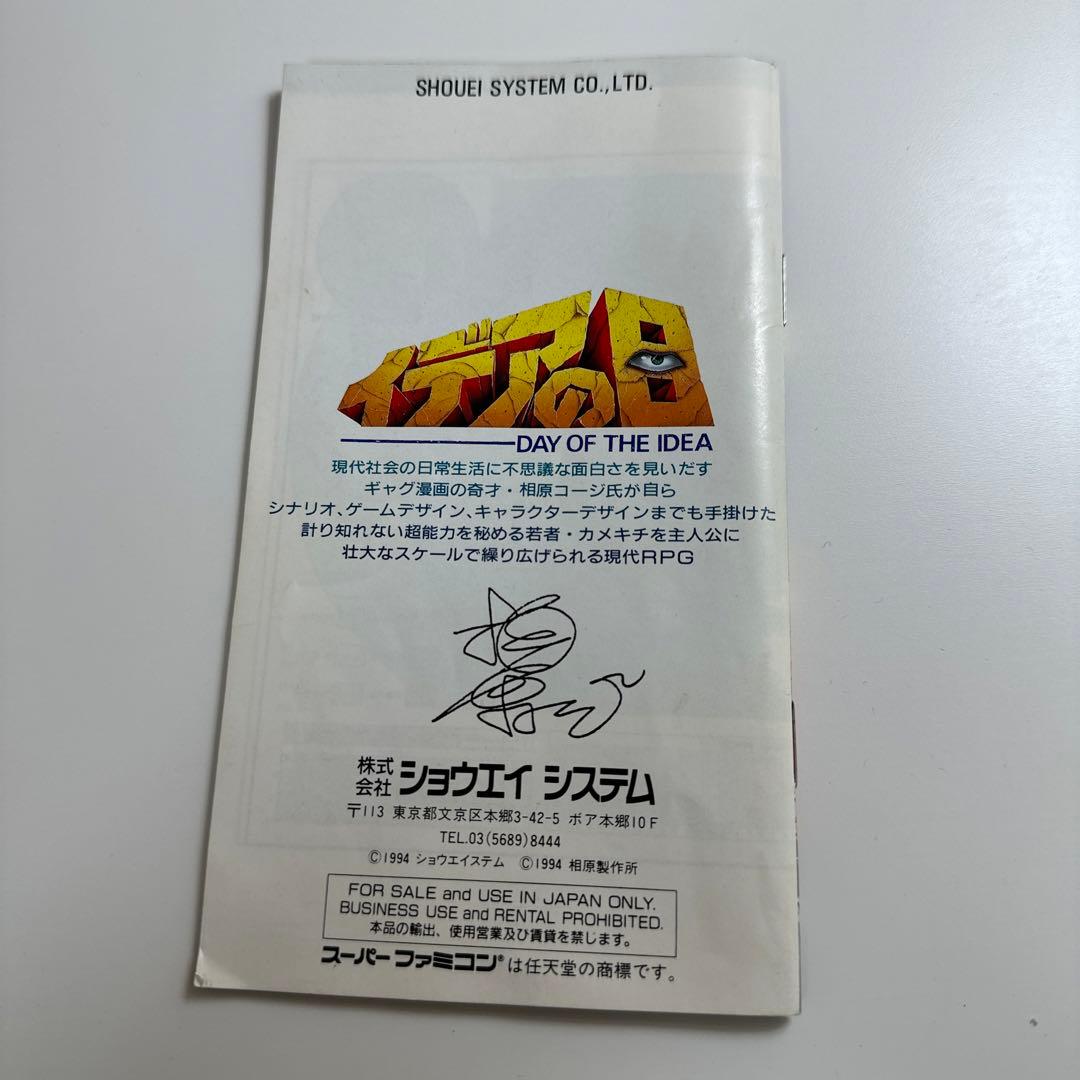 SHOUEI SYSTEM CO.,LTD.
イデアの日
DAY OF THE IDEA
現代社会の日常生活に不思議な面白さを見いだす
ギャグ漫画の奇才・相原コージ氏が自ら
シナリオ、ゲームデザイン、キャラクターデザインまでも手掛けた
計り知れない超能力を秘める若者・カメキチを主人公に
壮大なスケールで繰り広げられる現代RPG
株式会社 ショウエイ システム
〒113 東京都文京区本郷3-42-5 ボア本郷10F
TEL.03(5689)8444
©1994 ショウエイステム ©1994 相原製作所
FOR SALE and USE IN JAPAN ONLY.
BUSINESS USE and RENTAL PROHIBITED.
本品の輸出、使用営業及び賃貸を禁じます。
スーパーファミコン®は任天堂の商標です。